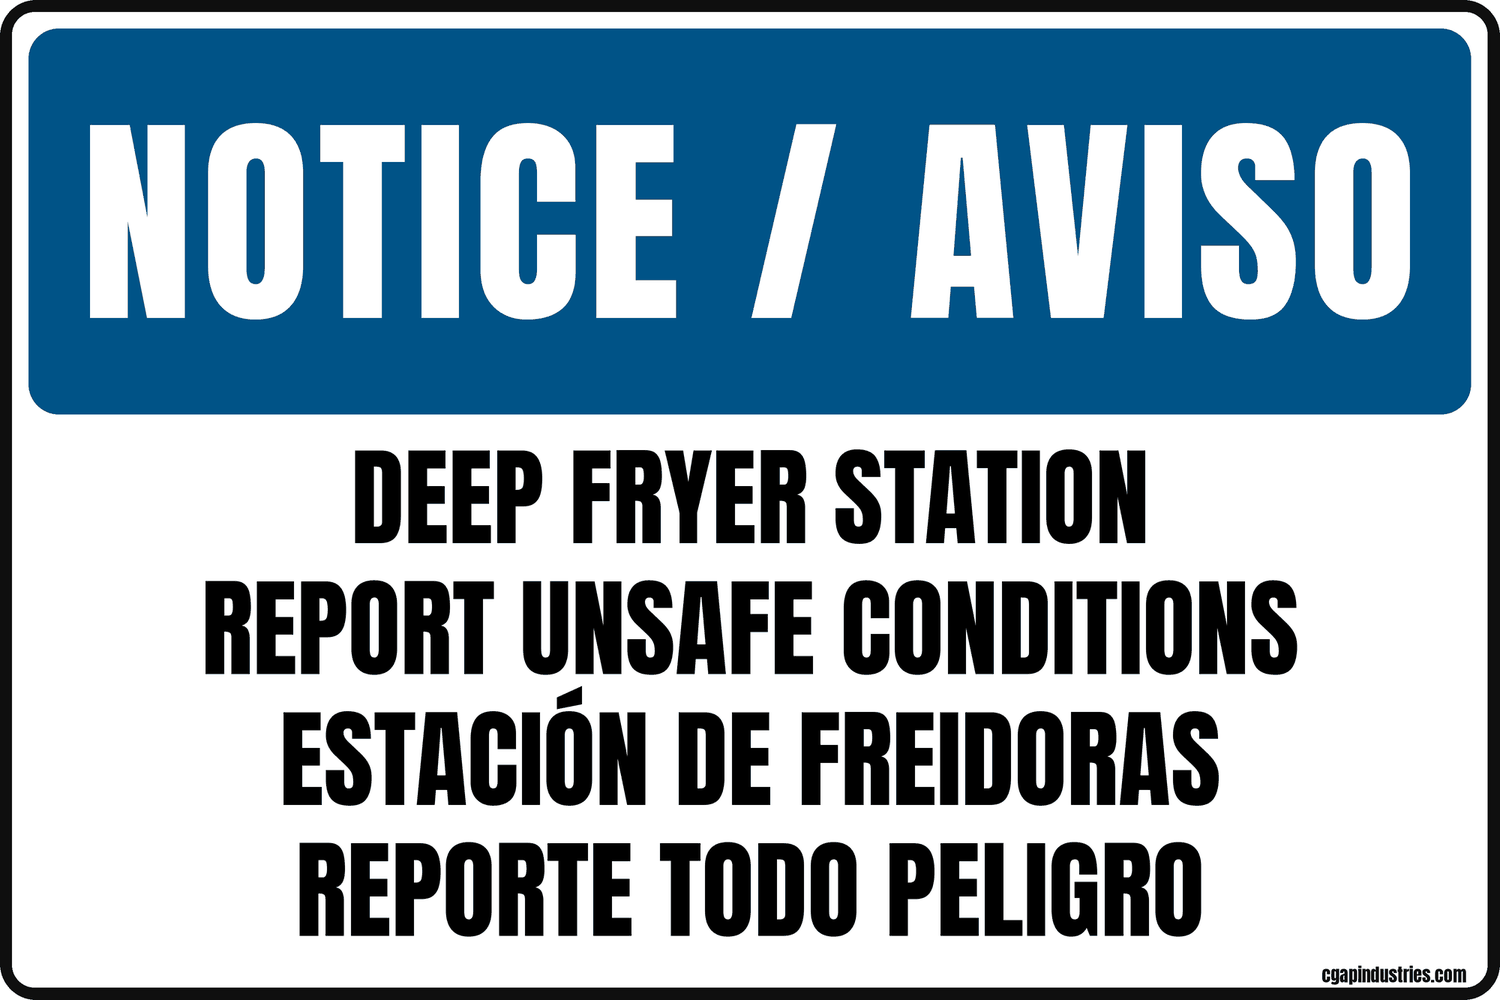 NOTICE / AVISO
DEEP FRYER STATION
REPORT UNSAFE CONDITIONS
ESTACIÓN DE FREIDORAS
REPORTE TODO PELIGRO
cgapindustries.com